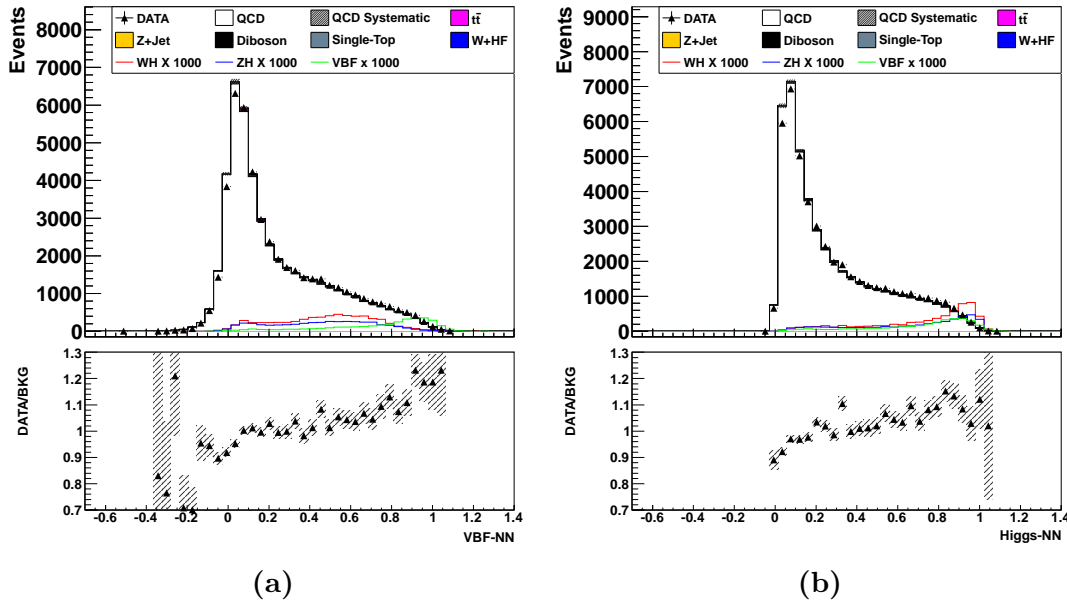 Events
DATA QCD QCD Systematic tt̄
Z+Jet Diboson Single-Top W+HF
WH X 1000 ZH X 1000 VBF x 1000
8000
7000
6000
5000
4000
3000
2000
1000
0
DATA/BKG
1.3
1.2
1.1
1
0.9
0.8
0.7
-0.6 -0.4 -0.2 0 0.2 0.4 0.6 0.8 1 1.2 1.4
VBF-NN
(a)
Events
DATA QCD QCD Systematic tt̄
Z+Jet Diboson Single-Top W+HF
WH X 1000 ZH X 1000 VBF x 1000
9000
8000
7000
6000
5000
4000
3000
2000
1000
0
DATA/BKG
1.3
1.2
1.1
1
0.9
0.8
0.7
-0.6 -0.4 -0.2 0 0.2 0.4 0.6 0.8 1 1.2 1.4
Higgs-NN
(b)